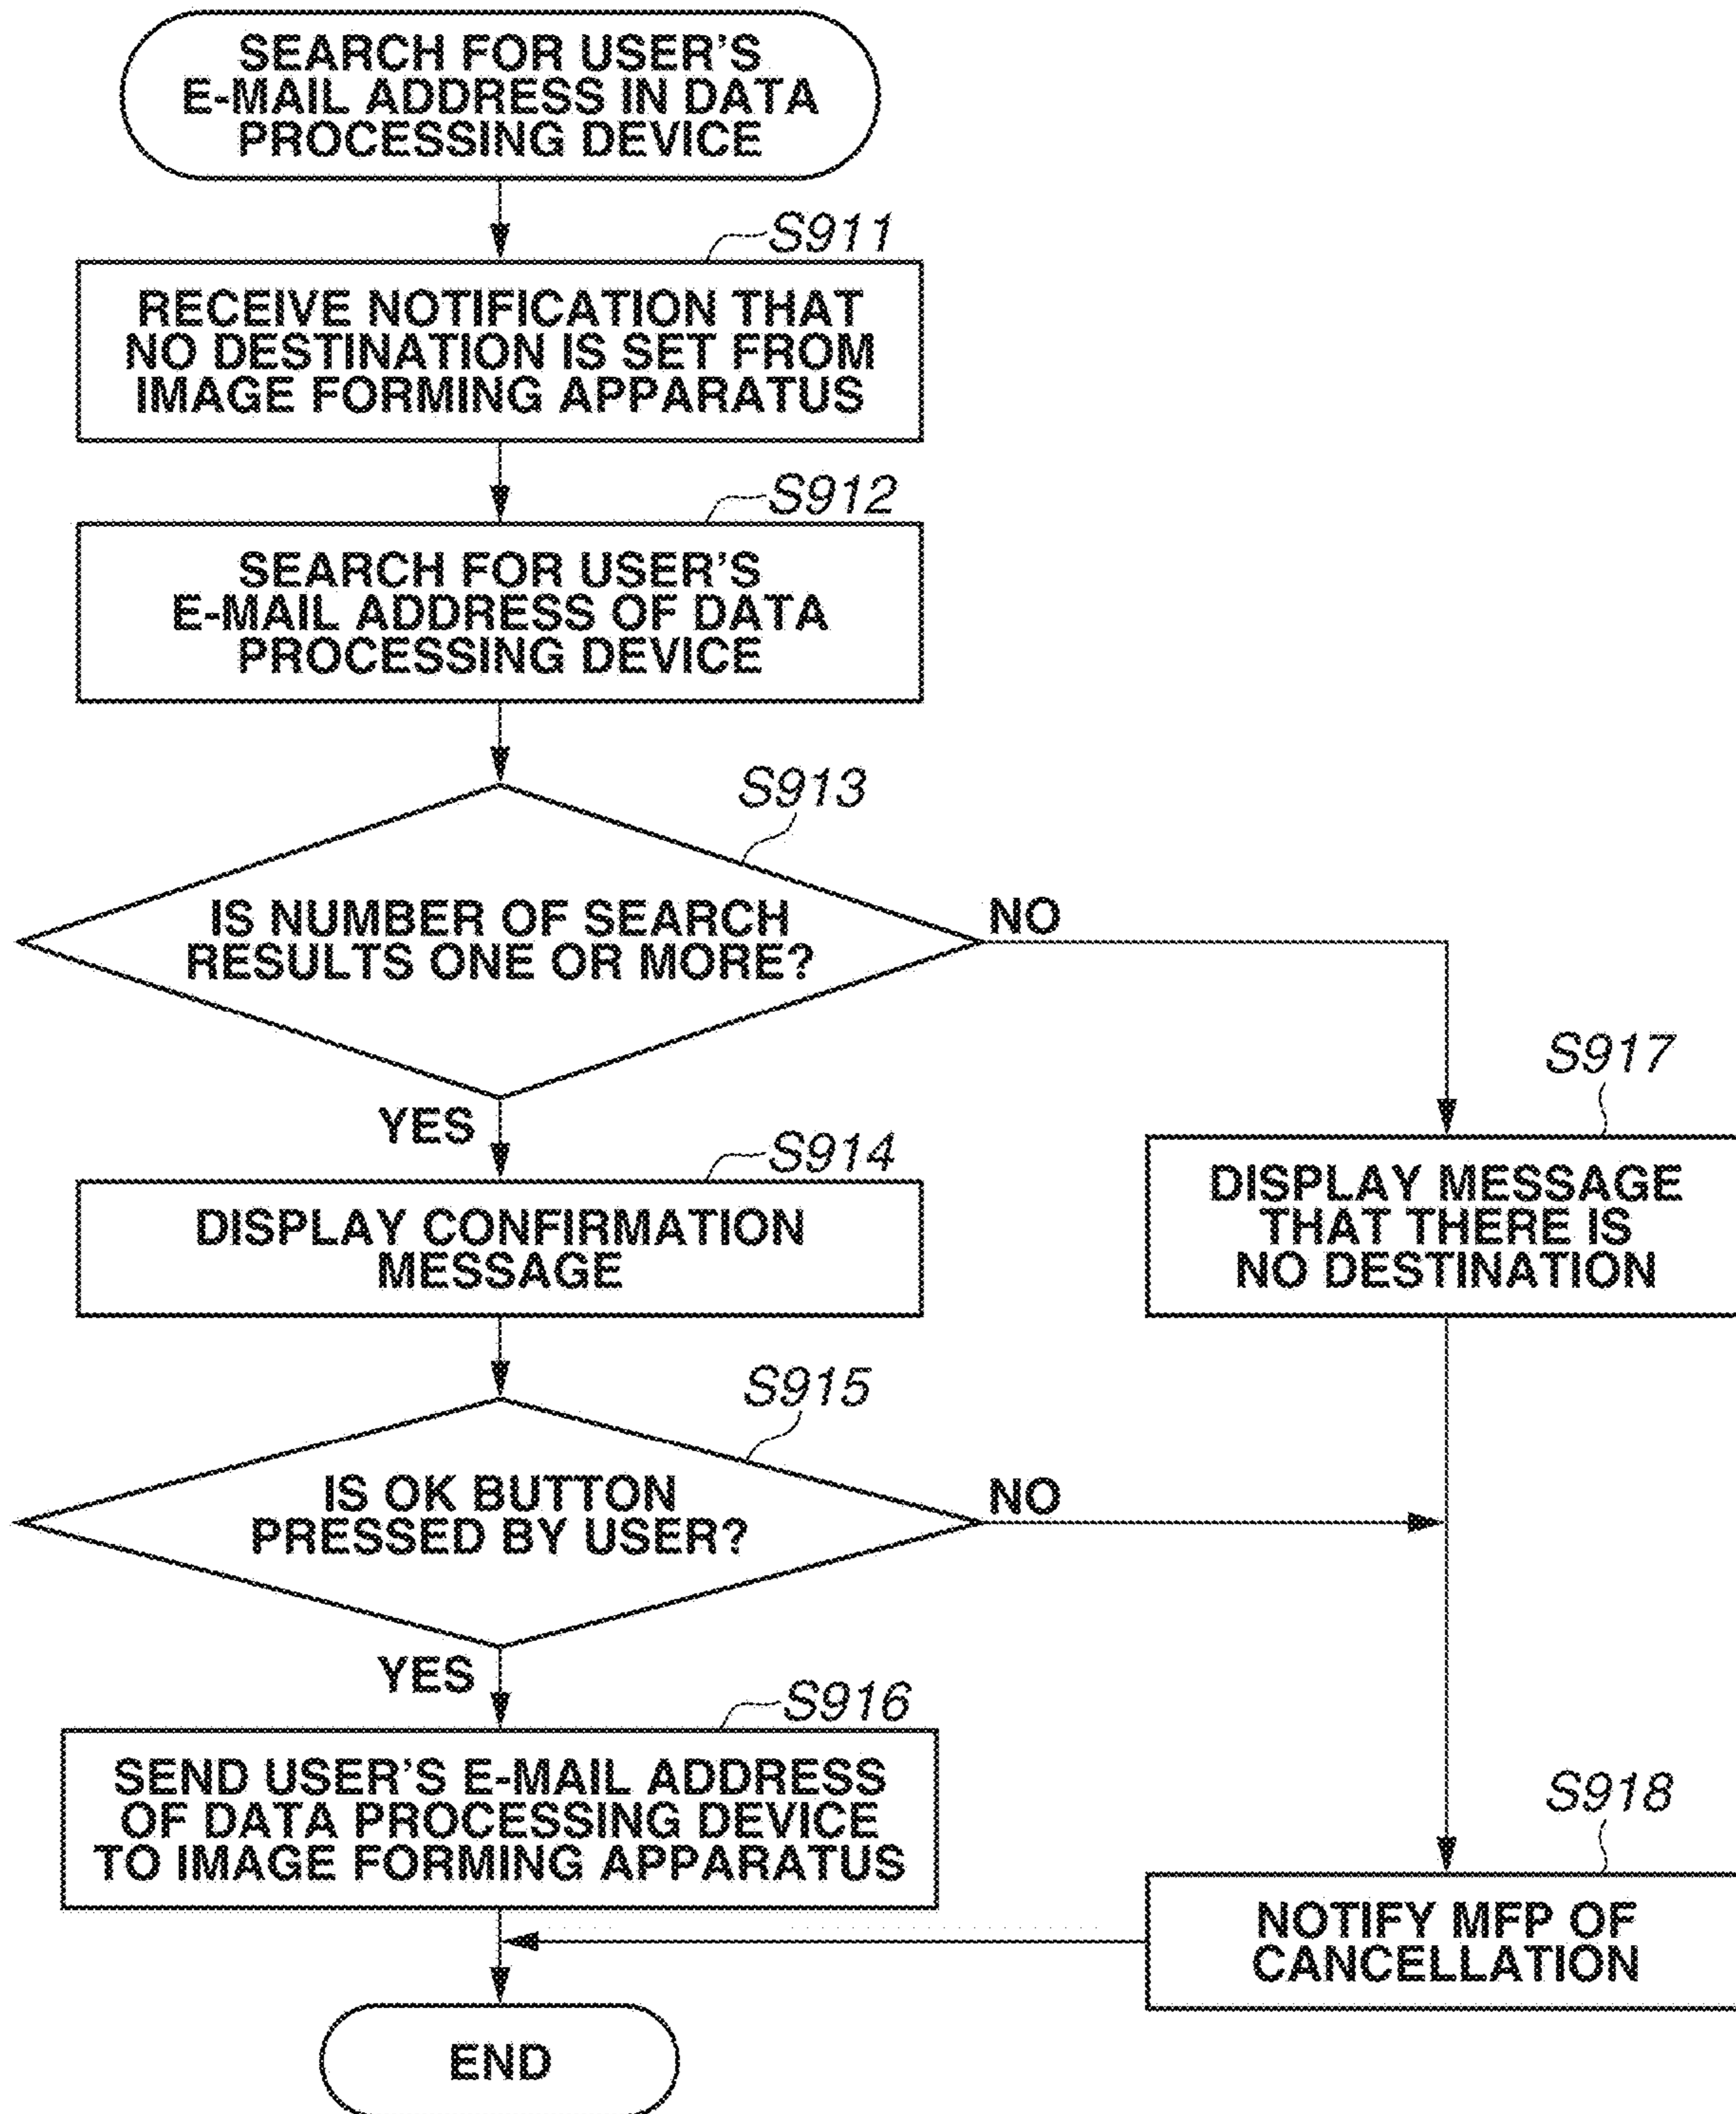 SEARCH FOR USER'S
E-MAIL ADDRESS IN DATA
PROCESSING DEVICE
S911
RECEIVE NOTIFICATION THAT
NO DESTINATION IS SET FROM
IMAGE FORMING APPARATUS
S912
SEARCH FOR USER'S
E-MAIL ADDRESS OF DATA
PROCESSING DEVICE
S913
IS NUMBER OF SEARCH
RESULTS ONE OR MORE?
NO
YES
S914
DISPLAY CONFIRMATION
MESSAGE
S917
DISPLAY MESSAGE
THAT THERE IS
NO DESTINATION
S915
IS OK BUTTON
PRESSED BY USER?
NO
YES
S916
SEND USER'S E-MAIL ADDRESS
OF DATA PROCESSING DEVICE
TO IMAGE FORMING APPARATUS
S918
NOTIFY MFP OF
CANCELLATION
END